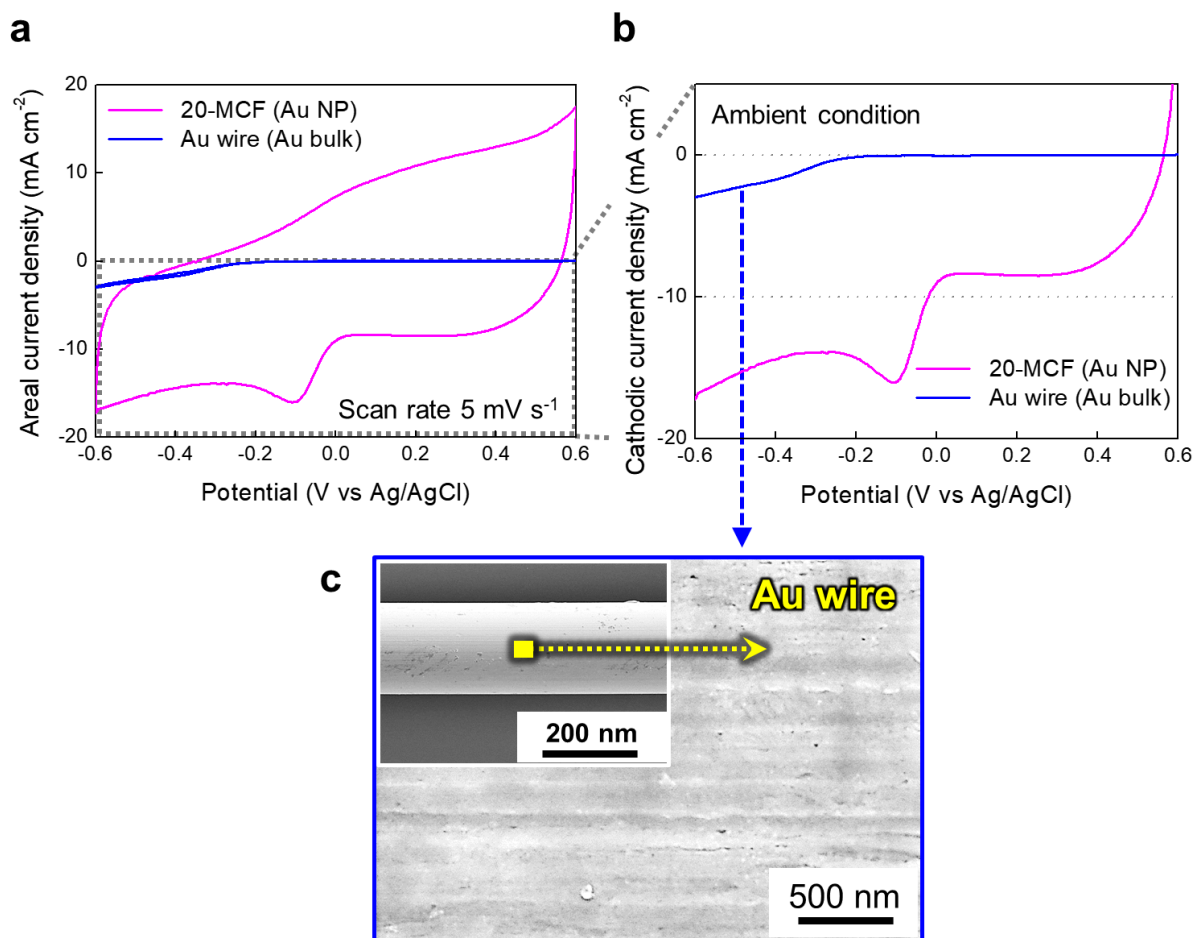 a
20
10
0
-10
-20
Areal current density (mA cm⁻²)
20-MCF (Au NP)
Au wire (Au bulk)
Scan rate 5 mV s⁻¹
-0.6 -0.4 -0.2 0.0 0.2 0.4 0.6
Potential (V vs Ag/AgCl)
b
0
-10
-20
Cathodic current density (mA cm⁻²)
Ambient condition
20-MCF (Au NP)
Au wire (Au bulk)
-0.6 -0.4 -0.2 0.0 0.2 0.4 0.6
Potential (V vs Ag/AgCl)
c
Au wire
200 nm
500 nm